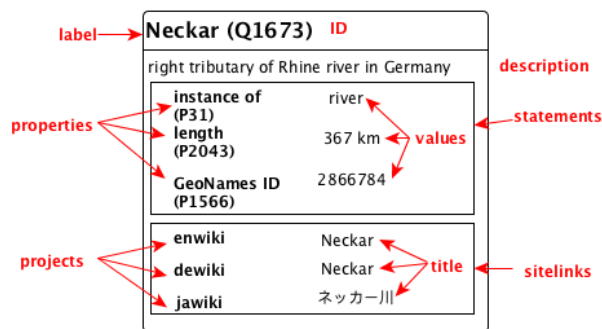 label
Neckar (Q1673)
ID
right tributary of Rhine river in Germany
description
properties
instance of
(P31)
river
length
(P2043)
367 km
GeoNames ID
(P1566)
2866784
values
statements
projects
enwiki
Neckar
dewiki
Neckar
jawiki
ネッカー川
title
sitelinks